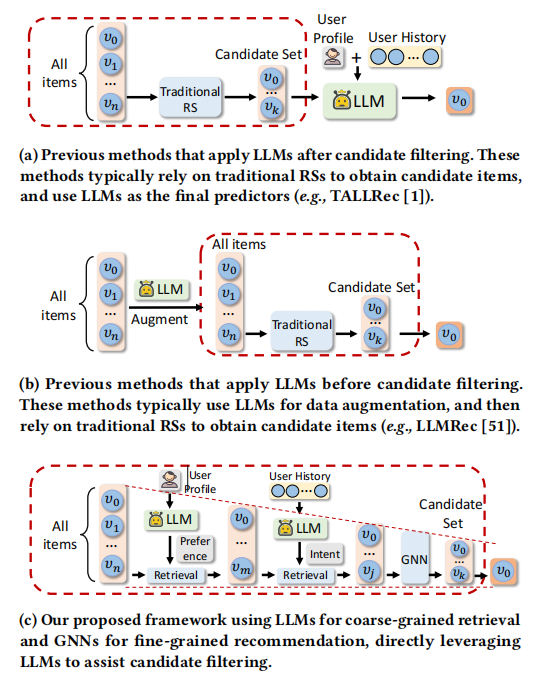 User
Profile
User History
All
items
v0
v1
...
vn
Traditional
RS
Candidate Set
v0
...
vk
+
...
LLM
v0
(a) Previous methods that apply LLMs after candidate filtering. These
methods typically rely on traditional RSs to obtain candidate items,
and use LLMs as the final predictors (e.g., TALLRec [1]).
All
items
v0
v1
...
vn
LLM
Augment
All items
v0
v1
...
vn
Traditional
RS
Candidate Set
v0
...
vk
v0
(b) Previous methods that apply LLMs before candidate filtering.
These methods typically use LLMs for data augmentation, and then
rely on traditional RSs to obtain candidate items (e.g., LLMRec [51]).
All
items
v0
v1
...
vn
User
Profile
LLM
Prefer
ence
Retrieval
v0
...
vm
User History
...
LLM
Intent
Retrieval
v0
...
vj
GNN
Candidate
Set
v0
...
vk
v0
(c) Our proposed framework using LLMs for coarse-grained retrieval
and GNNs for fine-grained recommendation, directly leveraging
LLMs to assist candidate filtering.